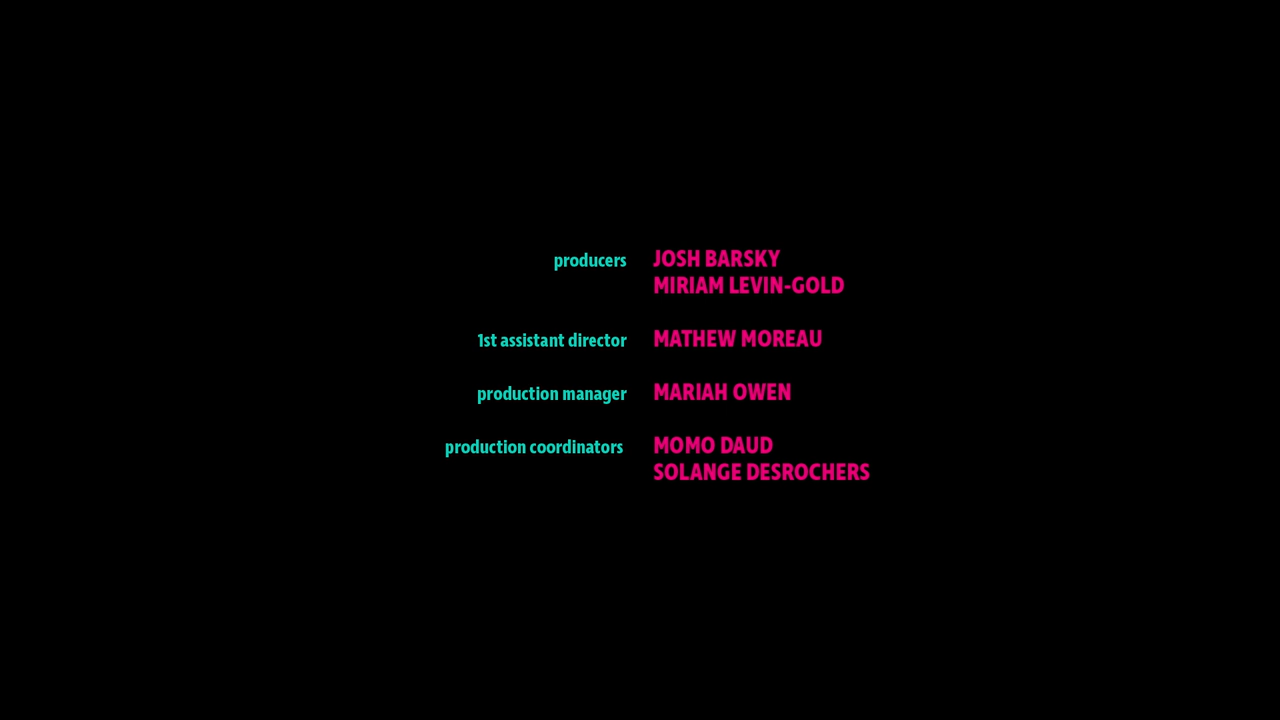 producers JOSH BARSKY
MIRIAM LEVIN-GOLD
1st assistant director MATHEW MOREAU
production manager MARIAH OWEN
production coordinators MOMO DAUD
SOLANGE DESROCHERS